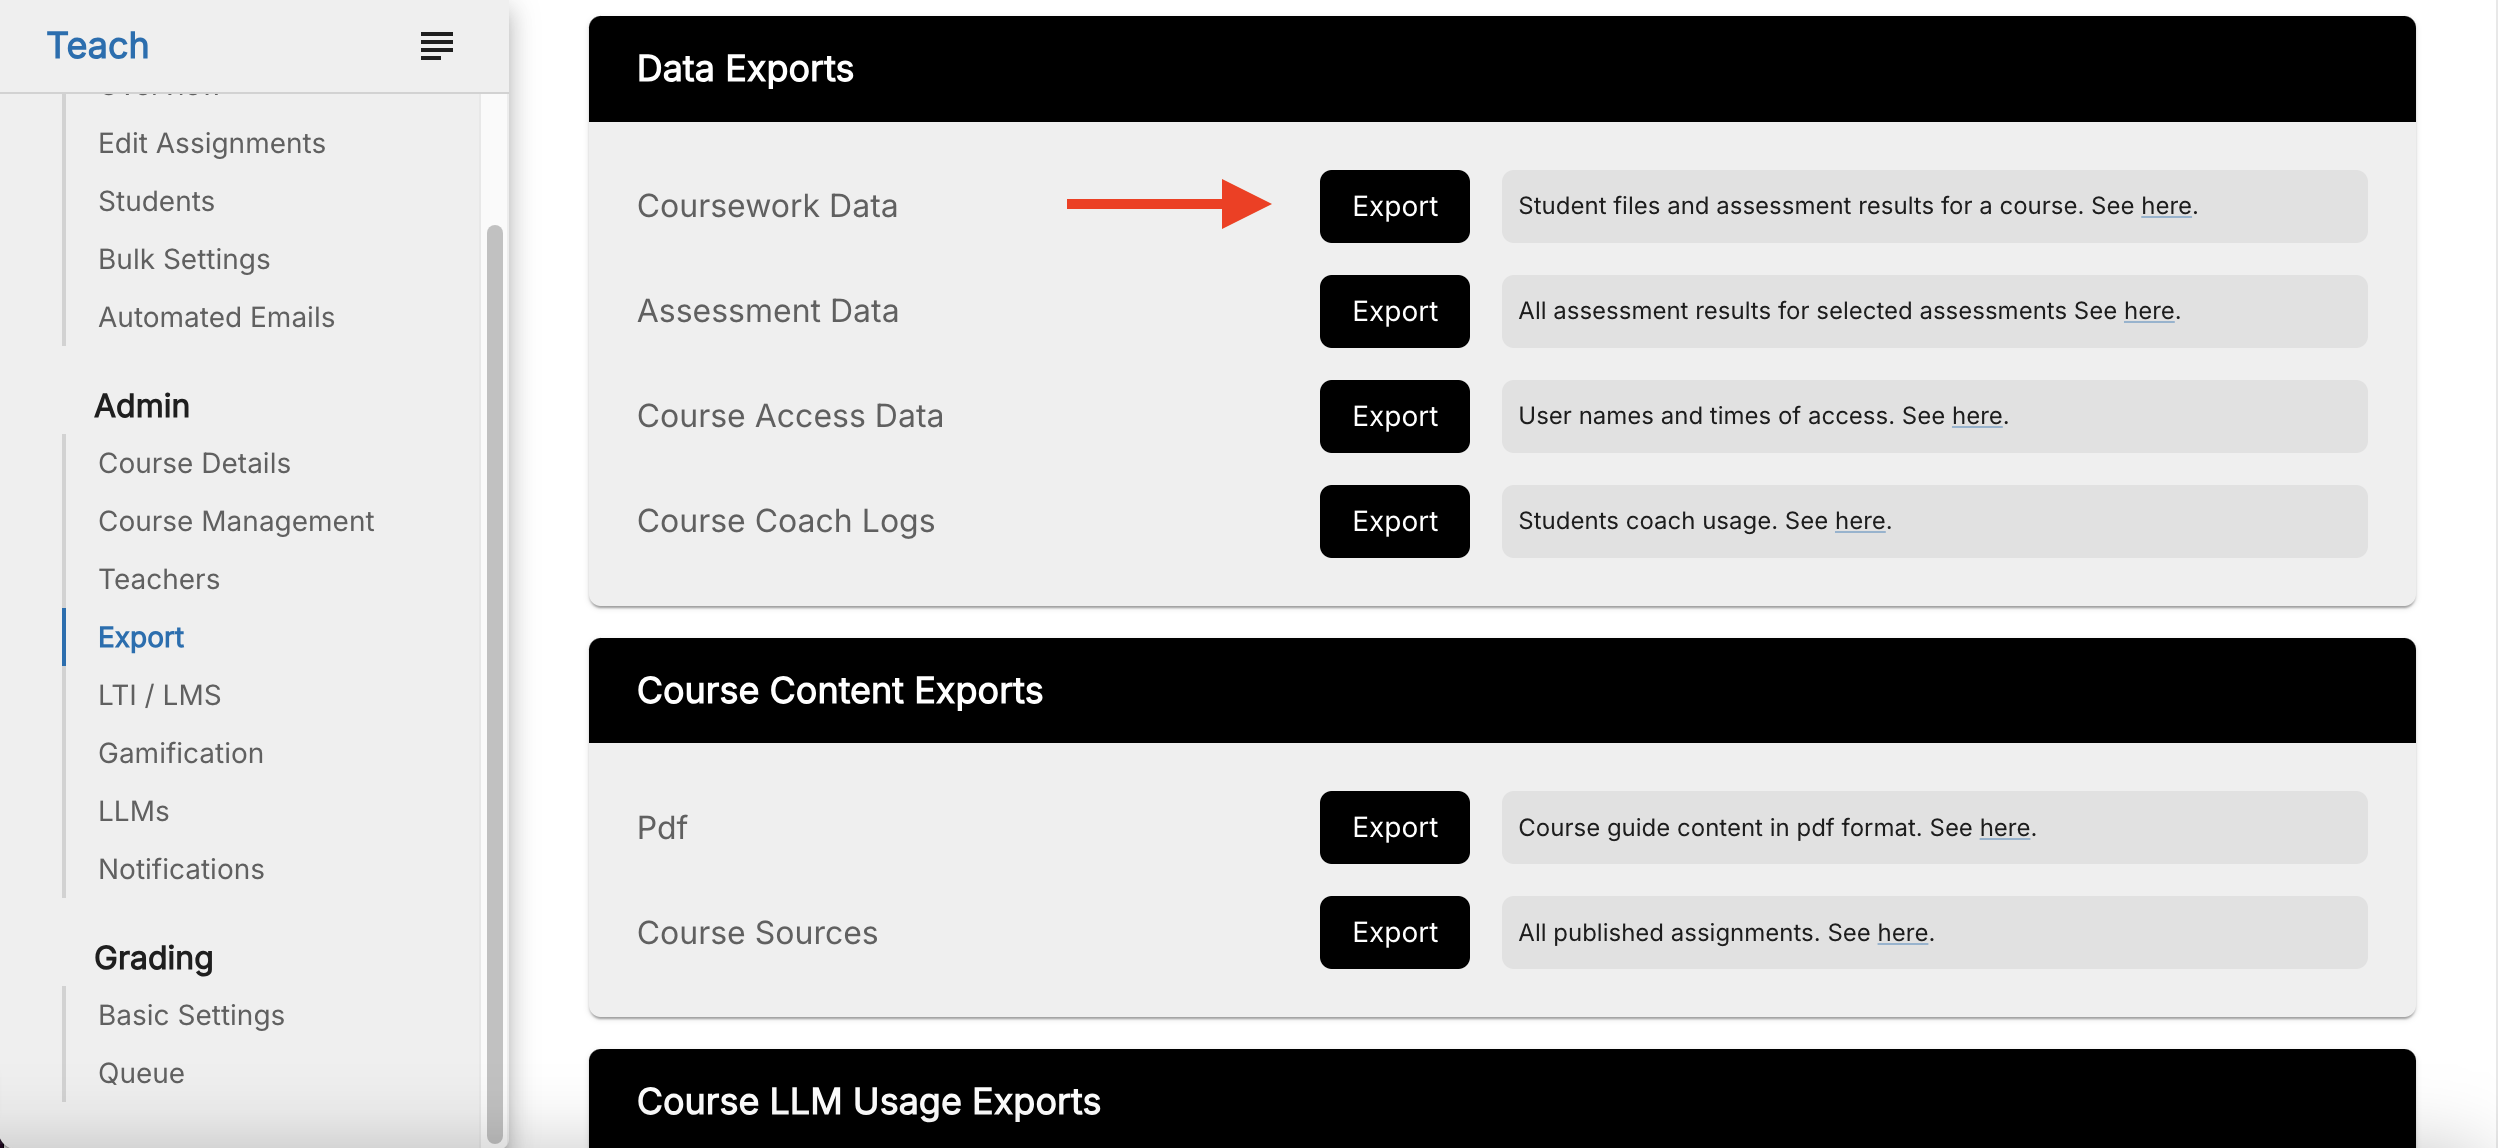 Teach
Edit Assignments
Students
Bulk Settings
Automated Emails
Admin
Course Details
Course Management
Teachers
Export
LTI / LMS
Gamification
LLMs
Notifications
Grading
Basic Settings
Queue
Data Exports
Coursework Data
Export
Student files and assessment results for a course. See here.
Assessment Data
Export
All assessment results for selected assessments See here.
Course Access Data
Export
User names and times of access. See here.
Course Coach Logs
Export
Students coach usage. See here.
Course Content Exports
Pdf
Export
Course guide content in pdf format. See here.
Course Sources
Export
All published assignments. See here.
Course LLM Usage Exports